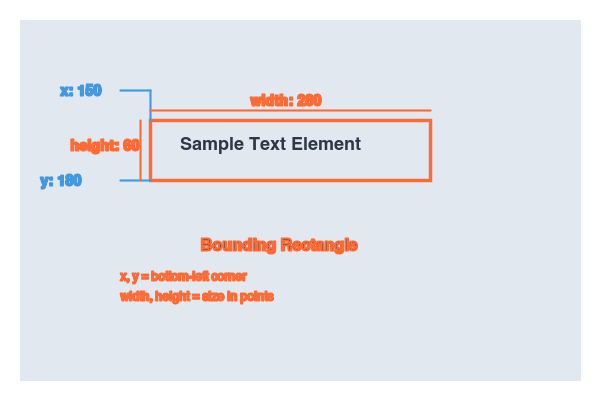 x: 150
width: 280
height: 60
Sample Text Element
y: 180
Bounding Rectangle
x, y = bottom-left corner
width, height = size in points